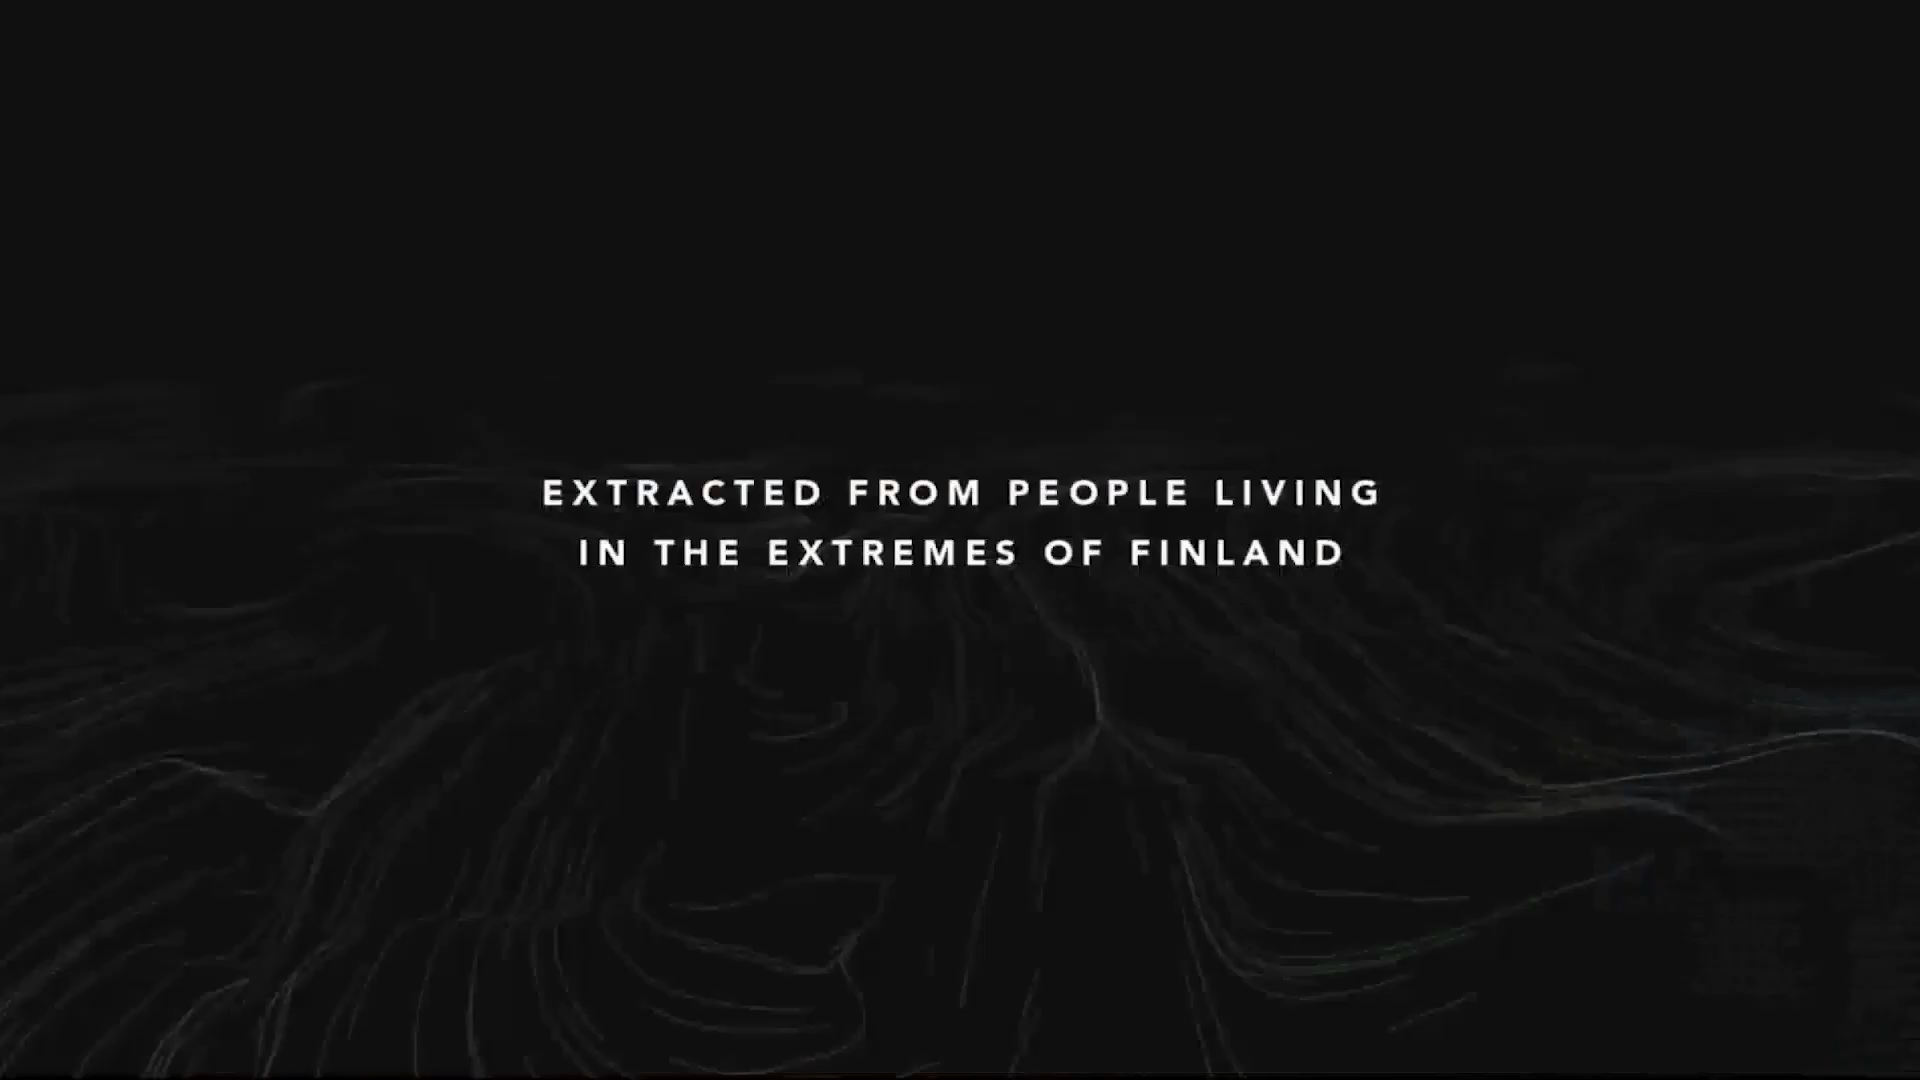 EXTRACTED FROM PEOPLE LIVING
IN THE EXTREMES OF FINLAND